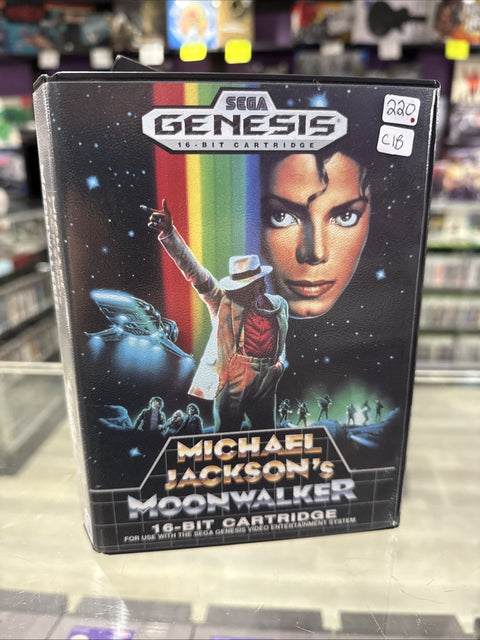 SEGA
GENESIS
16-BIT CARTRIDGE
220.
CIB
MICHAEL
JACKSON'S
MOONWALKER
16-BIT CARTRIDGE
FOR USE WITH THE SEGA GENESIS VIDEO ENTERTAINMENT SYSTEM